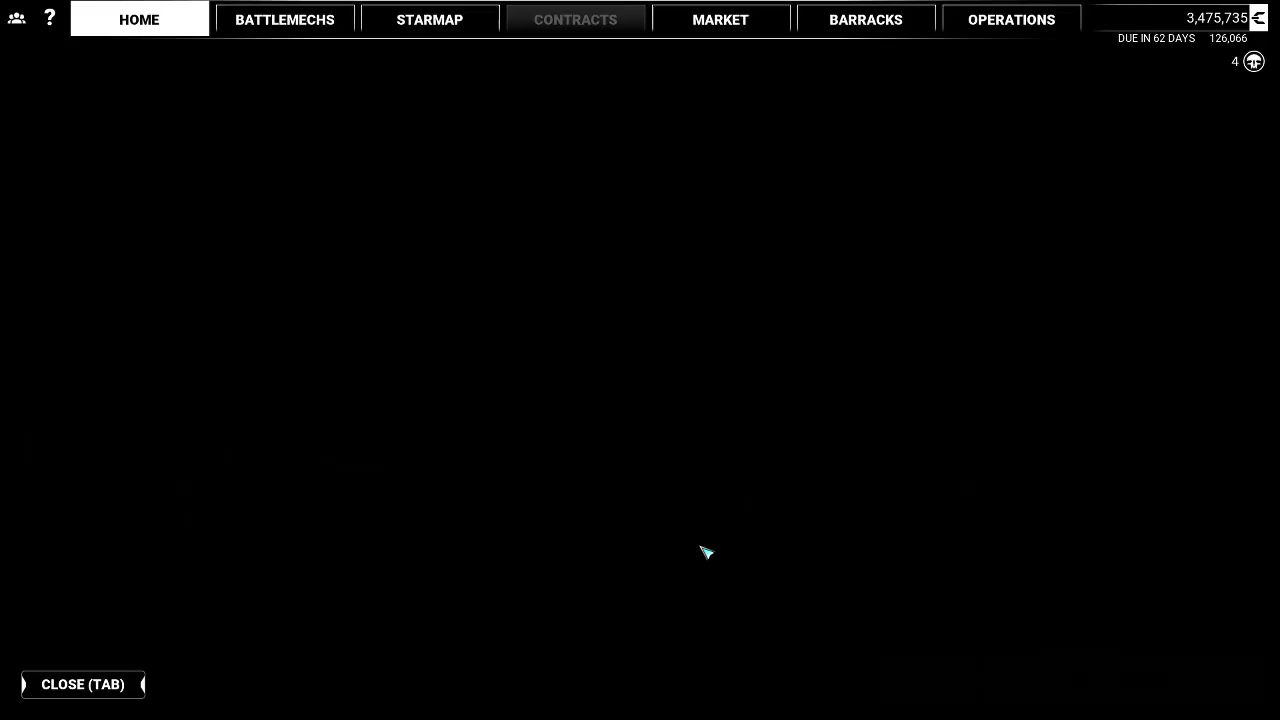 ? HOME BATTLEMECHS STARMAP CONTRACTS MARKET BARRACKS OPERATIONS 3,475,735
DUE IN 62 DAYS 126,066
4
CLOSE (TAB)